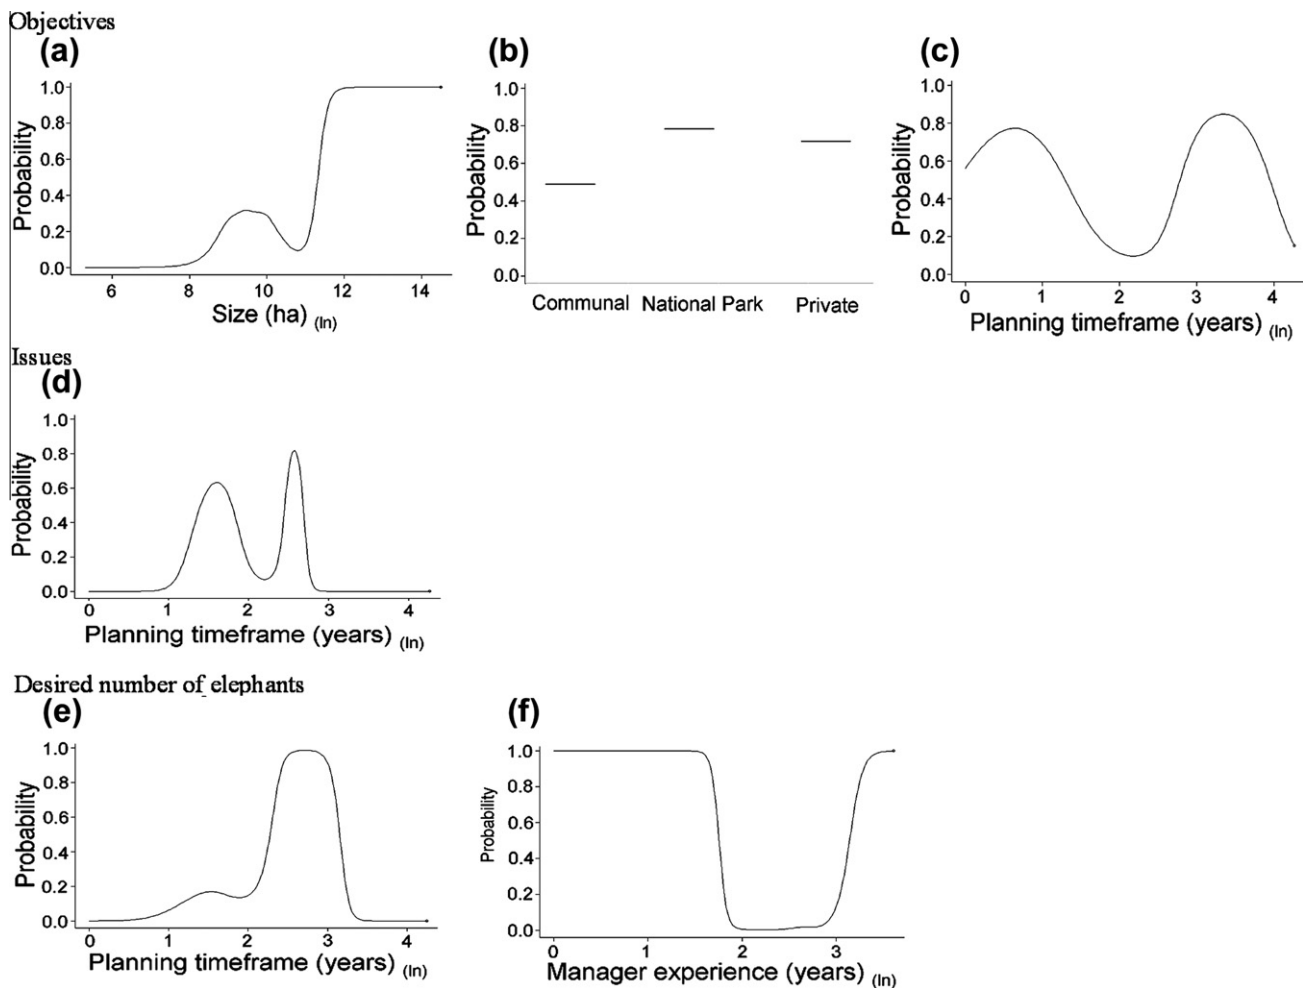 Objectives
(a)
1.0
0.8
0.6
0.4
0.2
0.0
Probability
6 8 10 12 14
Size (ha) (ln)
(b)
1.0
0.8
0.6
0.4
0.2
0.0
Probability
Communal National Park Private
(c)
1.0
0.8
0.6
0.4
0.2
0.0
Probability
0 1 2 3 4
Planning timeframe (years) (ln)
Issues
(d)
1.0
0.8
0.6
0.4
0.2
0.0
Probability
0 1 2 3 4
Planning timeframe (years) (ln)
Desired number of elephants
(e)
1.0
0.8
0.6
0.4
0.2
0.0
Probability
0 1 2 3 4
Planning timeframe (years) (ln)
(f)
1.0
0.8
0.6
0.4
0.2
0.0
Probability
0 1 2 3
Manager experience (years) (ln)